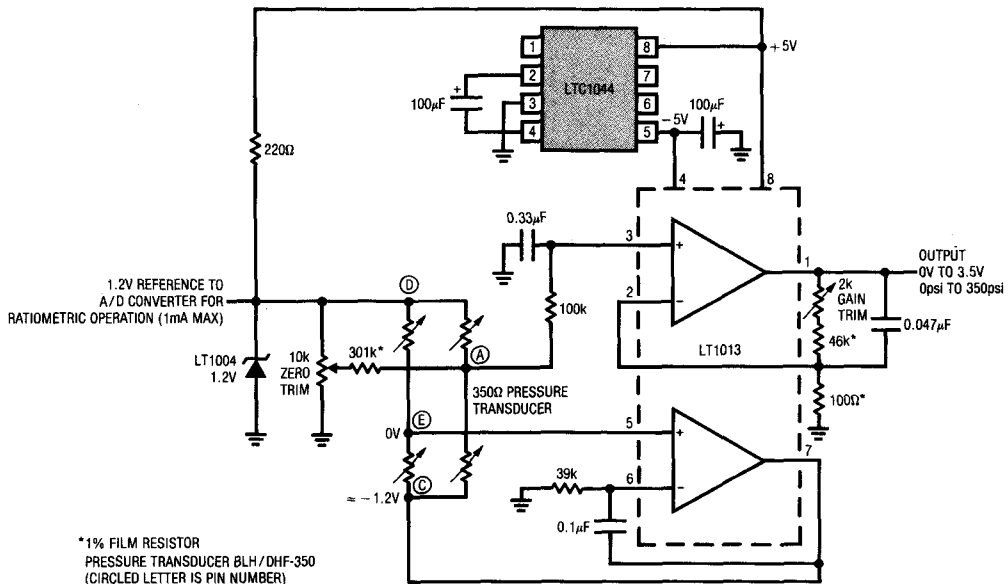 1
2
3
4
LTC1044
8
7
6
5
+5V
+
100µF
-5V
100µF
+
220Ω
4
8
0.33µF
3
+
1
OUTPUT
0V TO 3.5V
0psi TO 350psi
1.2V REFERENCE TO
A/D CONVERTER FOR
RATIOMETRIC OPERATION (1mA MAX)
D
2
−
2k
GAIN
TRIM
100k
0.047µF
LT1004
1.2V
10k
ZERO
TRIM
301k*
A
46k*
LT1013
350Ω PRESSURE
TRANSDUCER
100Ω*
E
0V
5
+
7
C
≈ −1.2V
39k
6
−
0.1µF
*1% FILM RESISTOR
PRESSURE TRANSDUCER BLH/DHF-350
(CIRCLED LETTER IS PIN NUMBER)